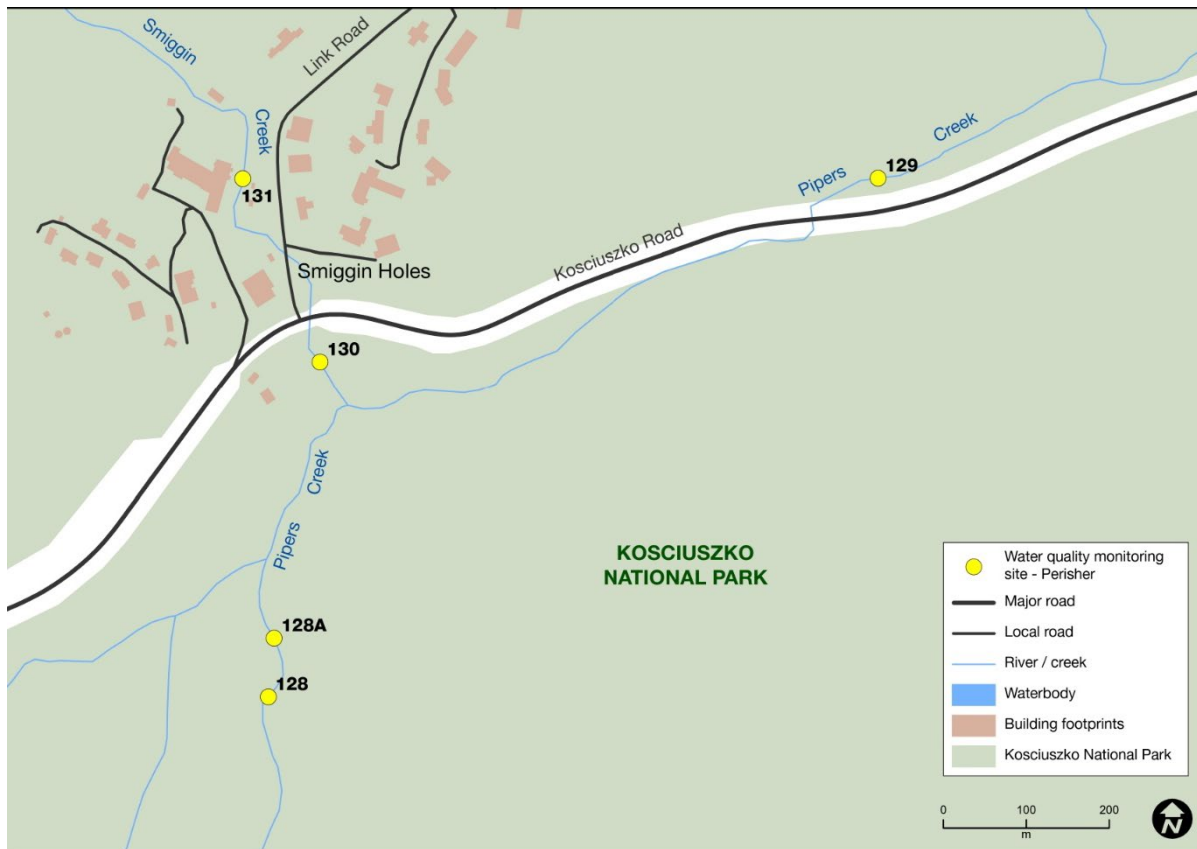 Smiggin
Creek
Link Road
131
Smiggin Holes
130
Kosciuszko Road
Pipers
Creek
129
Pipers
Creek
128A
128
KOSCIUSZKO
NATIONAL PARK
Water quality monitoring
site - Perisher
Major road
Local road
River / creek
Waterbody
Building footprints
Kosciuszko National Park
0 100 200
m
N